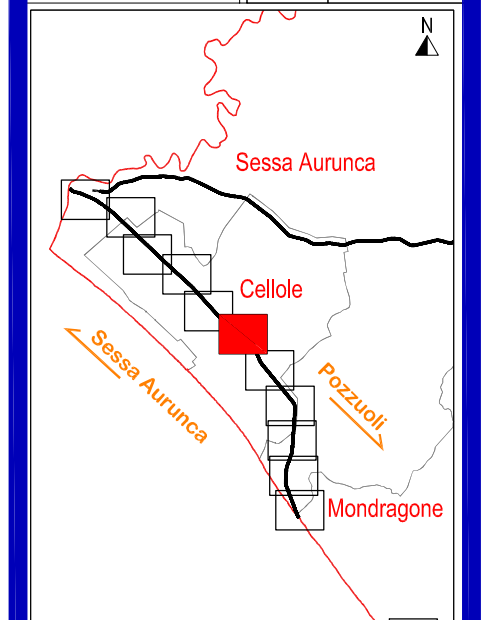 N
Sessa Aurunca
Cellole
Sessa Aurunca
Pozzuoli
Mondragone